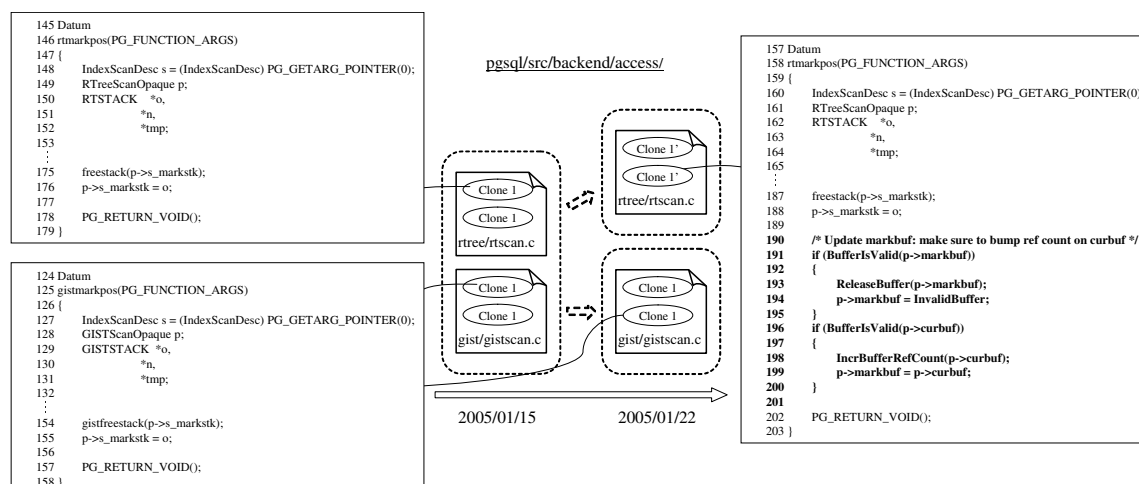 145 Datum
146 rtmarkpos(PG_FUNCTION_ARGS)
147 {
148 IndexScanDesc s = (IndexScanDesc) PG_GETARG_POINTER(0);
149 RTreeScanOpaque p;
150 RTSTACK *o,
151 *n,
152 *tmp;
153
⋮
175 freestack(p->s_markstk);
176 p->s_markstk = o;
177
178 PG_RETURN_VOID();
179 }
124 Datum
125 gistmarkpos(PG_FUNCTION_ARGS)
126 {
127 IndexScanDesc s = (IndexScanDesc) PG_GETARG_POINTER(0);
128 GISTScanOpaque p;
129 GISTSTACK *o,
130 *n,
131 *tmp;
132
⋮
154 gistfreestack(p->s_markstk);
155 p->s_markstk = o;
156
157 PG_RETURN_VOID();
158 }
pgsql/src/backend/access/
Clone 1
Clone 1
rtree/rtscan.c
Clone 1
Clone 1
gist/gistscan.c
2005/01/15
Clone 1’
Clone 1’
rtree/rtscan.c
Clone 1
Clone 1
gist/gistscan.c
2005/01/22
157 Datum
158 rtmarkpos(PG_FUNCTION_ARGS)
159 {
160 IndexScanDesc s = (IndexScanDesc) PG_GETARG_POINTER(0)
161 RTreeScanOpaque p;
162 RTSTACK *o,
163 *n,
164 *tmp;
165
⋮
187 freestack(p->s_markstk);
188 p->s_markstk = o;
189
190 /* Update markbuf: make sure to bump ref count on curbuf */
191 if (BufferIsValid(p->markbuf))
192 {
193 ReleaseBuffer(p->markbuf);
194 p->markbuf = InvalidBuffer;
195 }
196 if (BufferIsValid(p->curbuf))
197 {
198 IncrBufferRefCount(p->curbuf);
199 p->markbuf = p->curbuf;
200 }
201
202 PG_RETURN_VOID();
203 }